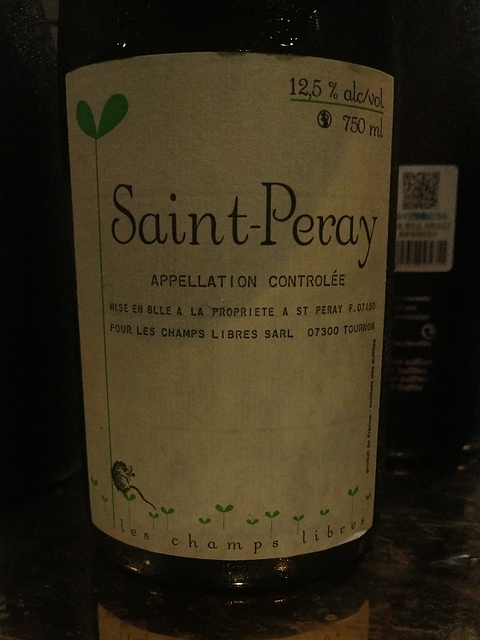 12,5 % alc/vol
750 ml
Saint-Peray
APPELLATION CONTROLÉE
MISE EN BLLE A LA PROPRIETE A ST PERAY F.07130
POUR LES CHAMPS LIBRES SARL 07300 TOURNON
les champs libres